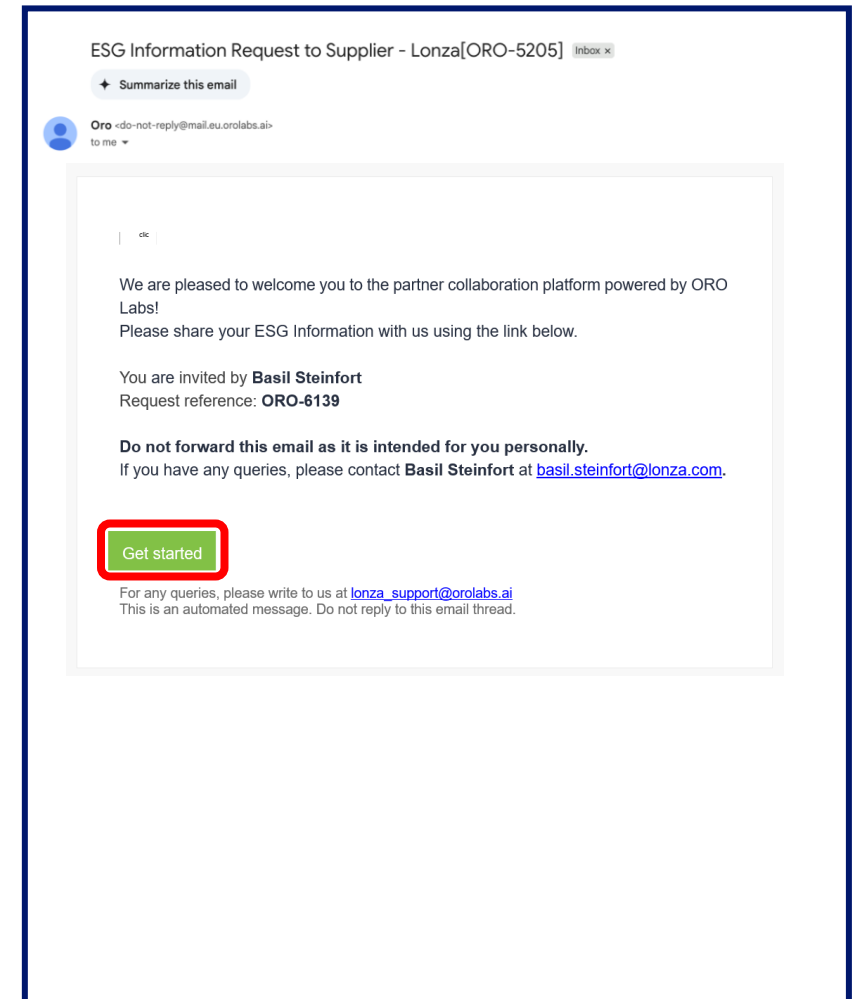 ESG Information Request to Supplier - Lonza[ORO-5205] Inbox ×
Summarize this email
Oro <do-not-reply@mail.eu.orolabs.ai>
to me
clic
We are pleased to welcome you to the partner collaboration platform powered by ORO
Labs!
Please share your ESG Information with us using the link below.
You are invited by Basil Steinfort
Request reference: ORO-6139
Do not forward this email as it is intended for you personally.
If you have any queries, please contact Basil Steinfort at basil.steinfort@lonza.com.
Get started
For any queries, please write to us at lonza_support@orolabs.ai
This is an automated message. Do not reply to this email thread.